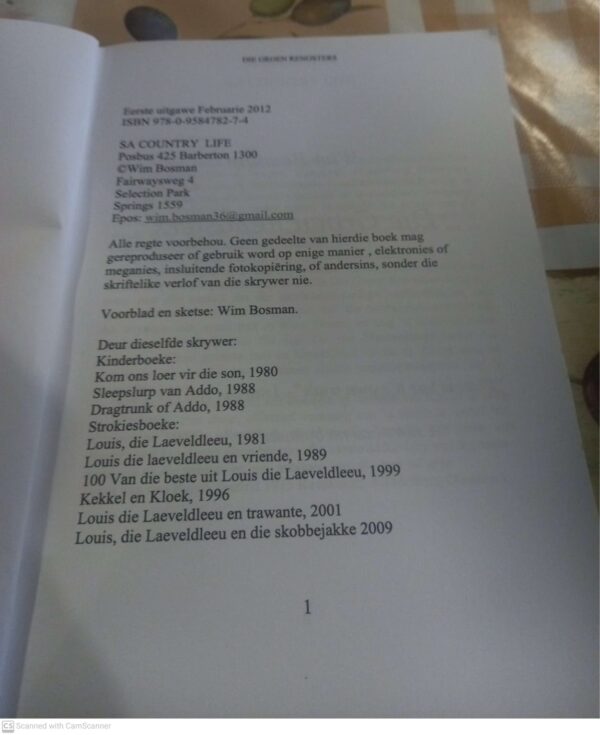 DIE GROEN RENOSTERS
Eerste uitgawe Februarie 2012
ISBN 978-0-9584782-7-4
SA COUNTRY LIFE
Posbus 425 Barberton 1300
©Wim Bosman
Fairwaysweg 4
Selection Park
Springs 1559
Epos: wim.bosman36@gmail.com
Alle regte voorbehou. Geen gedeelte van hierdie boek mag
gereproduseer of gebruik word op enige manier , elektronies of
meganies, insluitende fotokopiëring, of andersins, sonder die
skriftelike verlof van die skrywer nie.
Voorblad en sketse: Wim Bosman.
Deur dieselfde skrywer:
Kinderboeke:
Kom ons loer vir die son, 1980
Sleepslurp van Addo, 1988
Dragtrunk of Addo, 1988
Strokiesboeke:
Louis, die Laeveldleeu, 1981
Louis die laeveldleeu en vriende, 1989
100 Van die beste uit Louis die Laeveldleeu, 1999
Kekkel en Kloek, 1996
Louis die Laeveldleeu en trawante, 2001
Louis, die Laeveldleeu en die skobbejakke 2009
1
CS Scanned with CamScanner